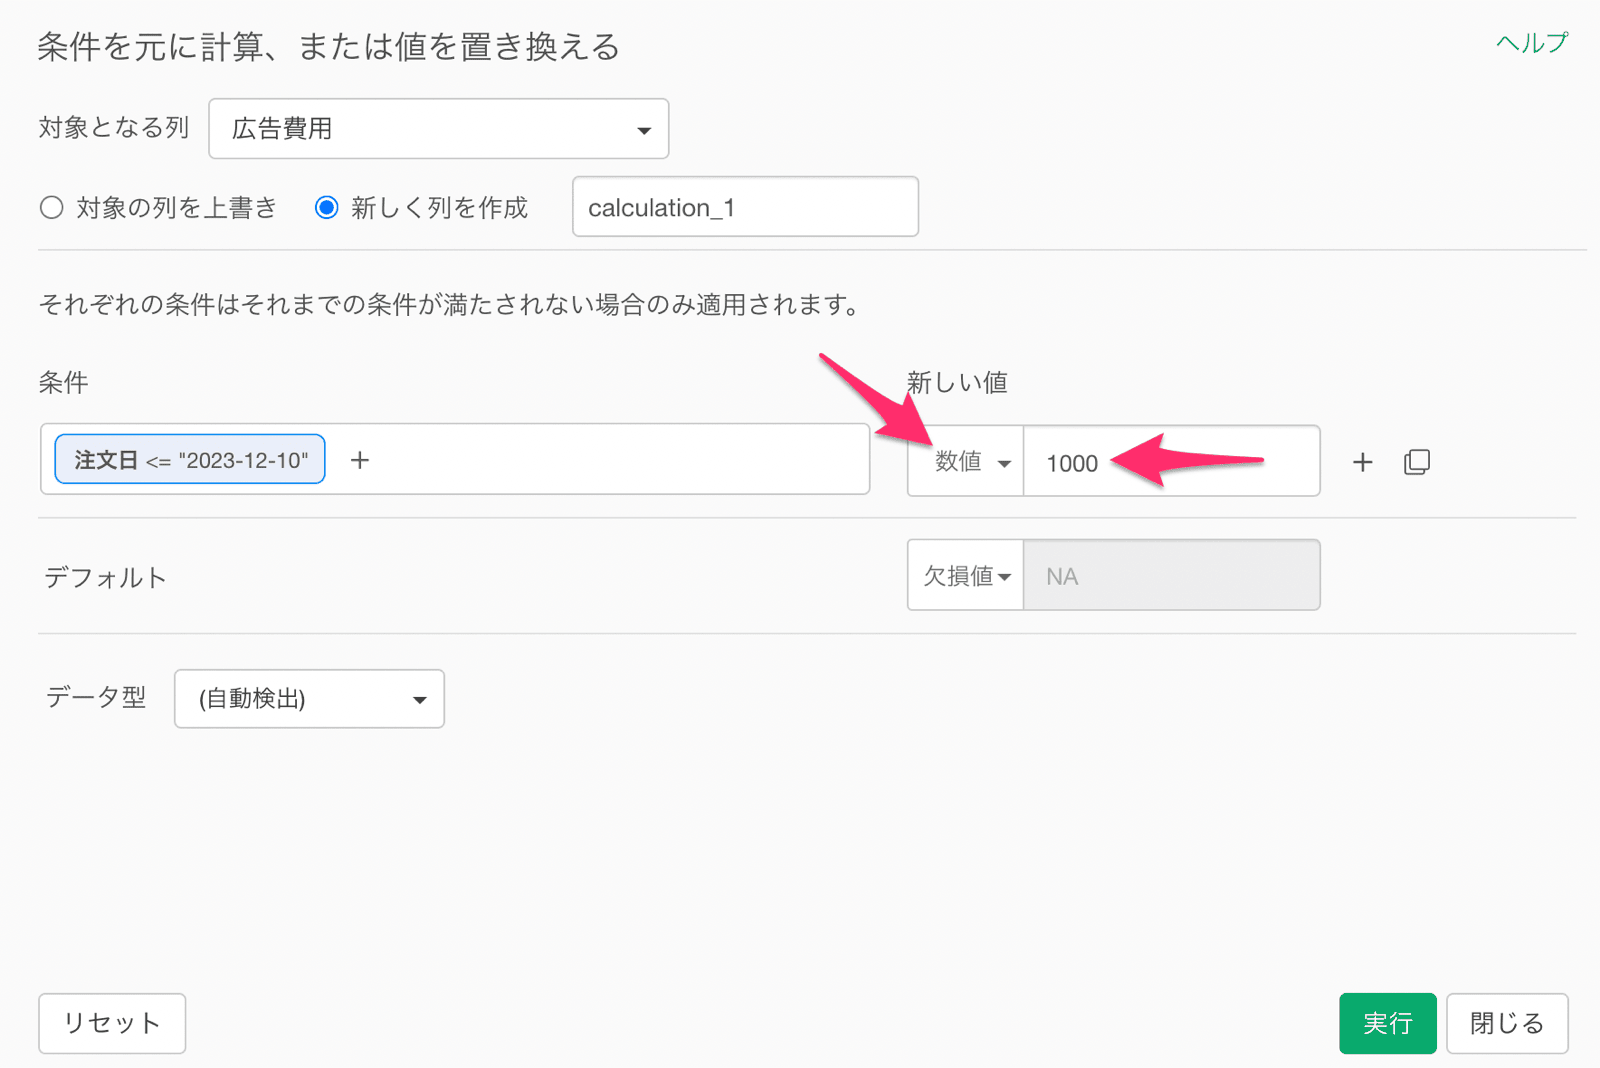 条件を元に計算、または値を置き換える
ヘルプ
対象となる列 広告費用
対象の列を上書き 新しく列を作成 calculation_1
それぞれの条件はそれまでの条件が満たされない場合のみ適用されます。
条件 新しい値
注文日 <= "2023-12-10" + 数値 1000 +
デフォルト 欠損値 NA
データ型 (自動検出)
リセット 実行 閉じる